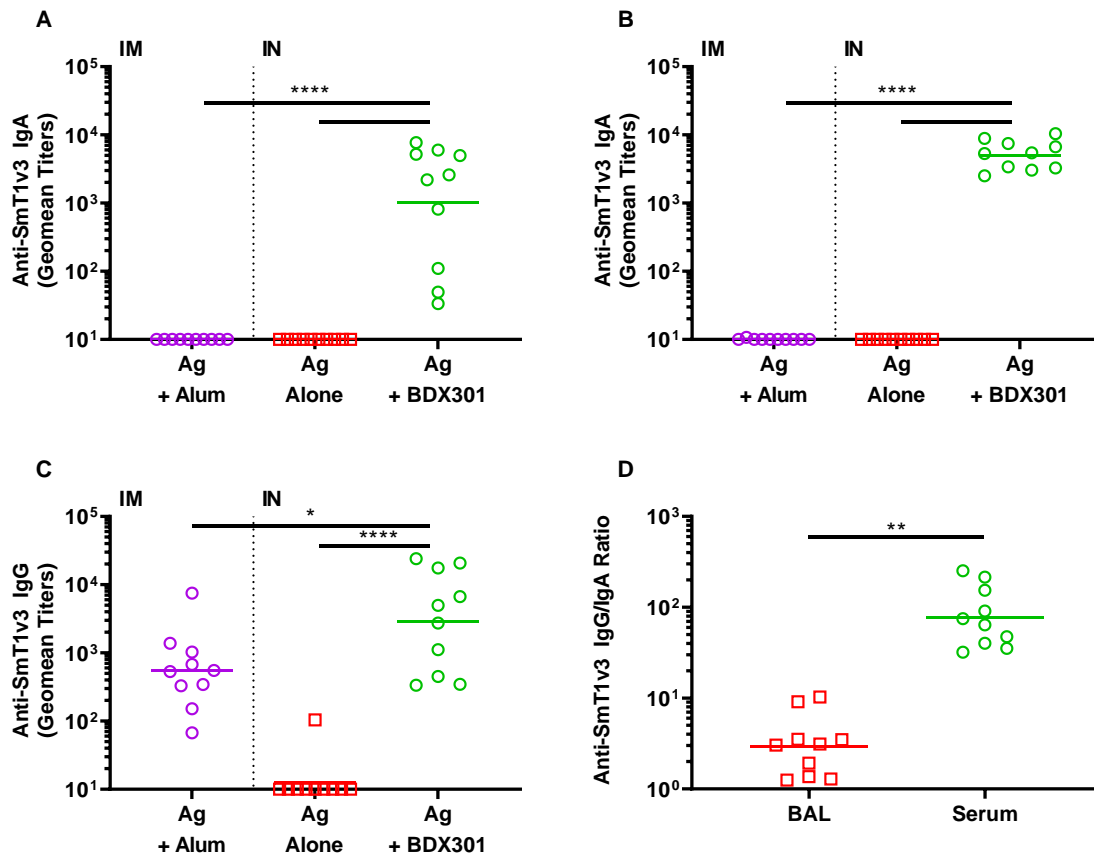 A
IM IN
10⁵
10⁴
10³
10²
10¹
Anti-SmT1v3 IgA
(Geomean Titers)
****
Ag Ag Ag
+ Alum Alone + BDX301
B
IM IN
10⁵
10⁴
10³
10²
10¹
Anti-SmT1v3 IgA
(Geomean Titers)
****
Ag Ag Ag
+ Alum Alone + BDX301
C
IM IN
10⁵
10⁴
10³
10²
10¹
Anti-SmT1v3 IgG
(Geomean Titers)
*
****
Ag Ag Ag
+ Alum Alone + BDX301
D
10³
10²
10¹
10⁰
Anti-SmT1v3 IgG/IgA Ratio
**
BAL Serum